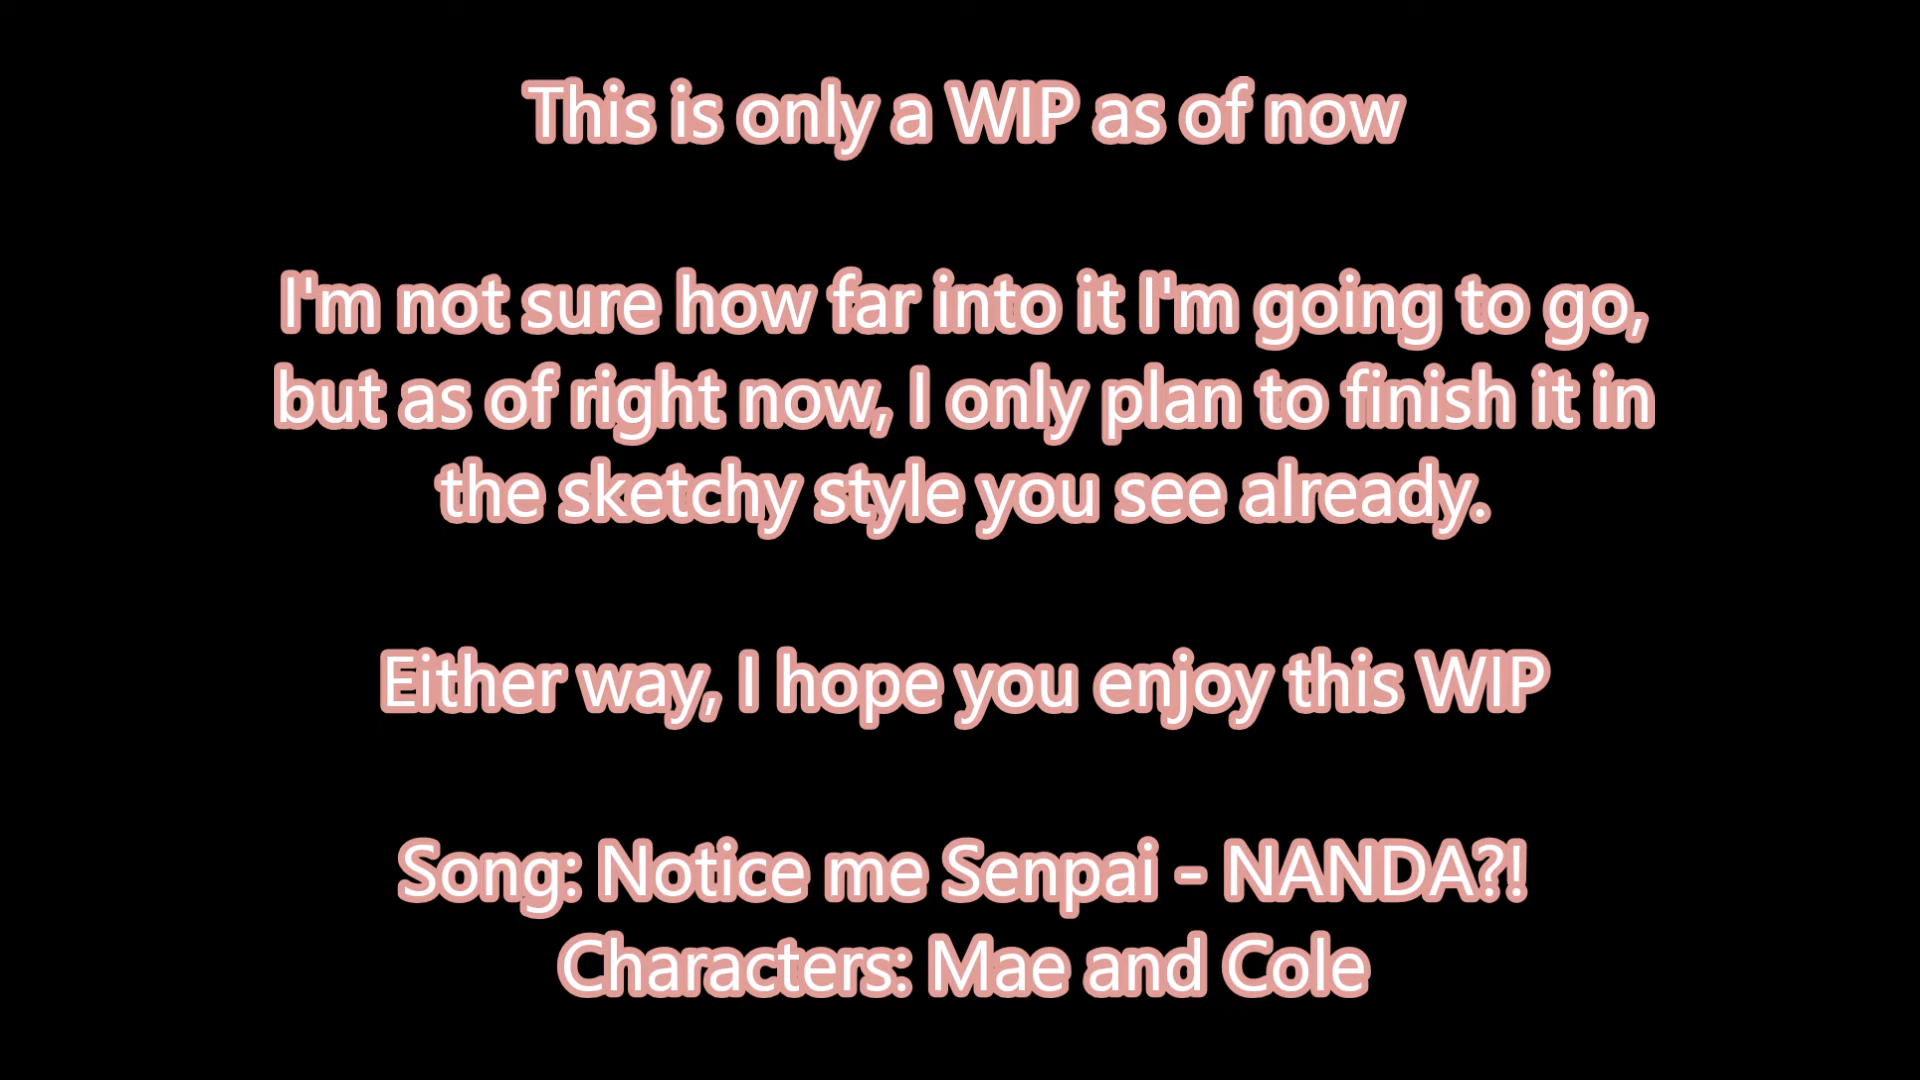 This is only a WIP as of now
I'm not sure how far into it I'm going to go,
but as of right now, I only plan to finish it in
the sketchy style you see already.
Either way, I hope you enjoy this WIP
Song: Notice me Senpai - NANDA?!
Characters: Mae and Cole